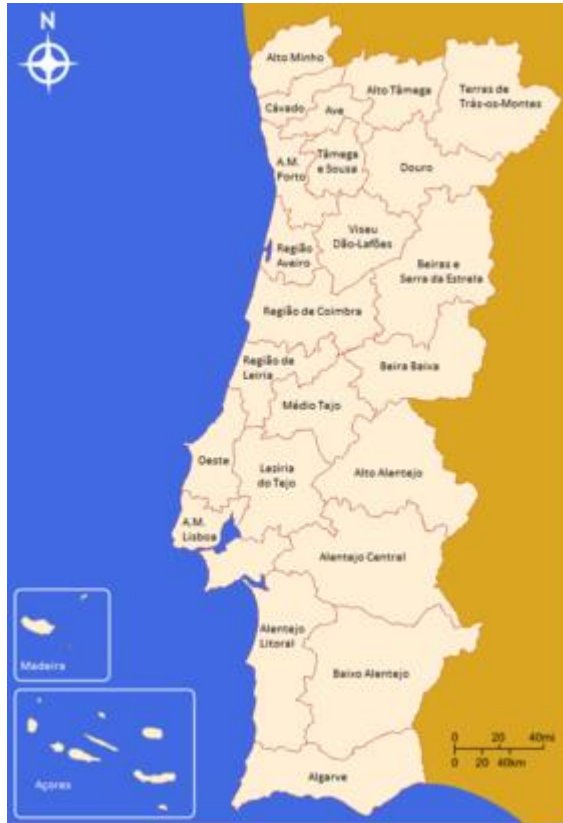 N
Alto Minho
Alto Tâmega
Terras de
Trás-os-Montes
Cávado
Ave
A.M.
Porto
Tâmega
e Sousa
Douro
Viseu
Dão-Lafões
Região
Aveiro
Beiras e
Serra da Estrela
Região de Coimbra
Região de
Leiria
Beira Baixa
Médio Tejo
Oeste
Lezíria
do Tejo
Alto Alentejo
A.M.
Lisboa
Alentejo Central
Alentejo
Litoral
Madeira
Baixo Alentejo
0 20 40mi
0 20 40km
Açores
Algarve